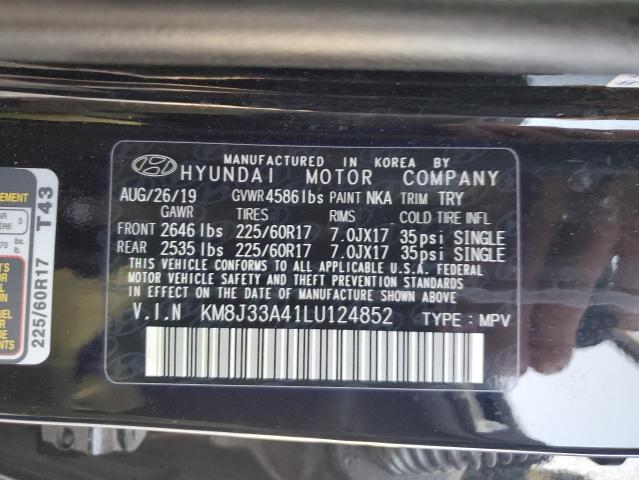 MANUFACTURED IN KOREA BY
HYUNDAI MOTOR COMPANY
AUG/26/19 GVWR 4586lbs PAINT NKA TRIM TRY
GAWR TIRES RIMS COLD TIRE INFL
FRONT 2646 lbs 225/60R17 7.0JX17 35psi SINGLE
REAR 2535 lbs 225/60R17 7.0JX17 35psi SINGLE
THIS VEHICLE CONFORMS TO ALL APPLICABLE U.S.A. FEDERAL
MOTOR VEHICLE SAFETY AND THEFT PREVENTION STANDARDS
IN EFFECT ON THE DATE OF MANUFACTURE SHOWN ABOVE.
V.I.N KM8J33A41LU124852 TYPE : MPV
225/60R17 T43